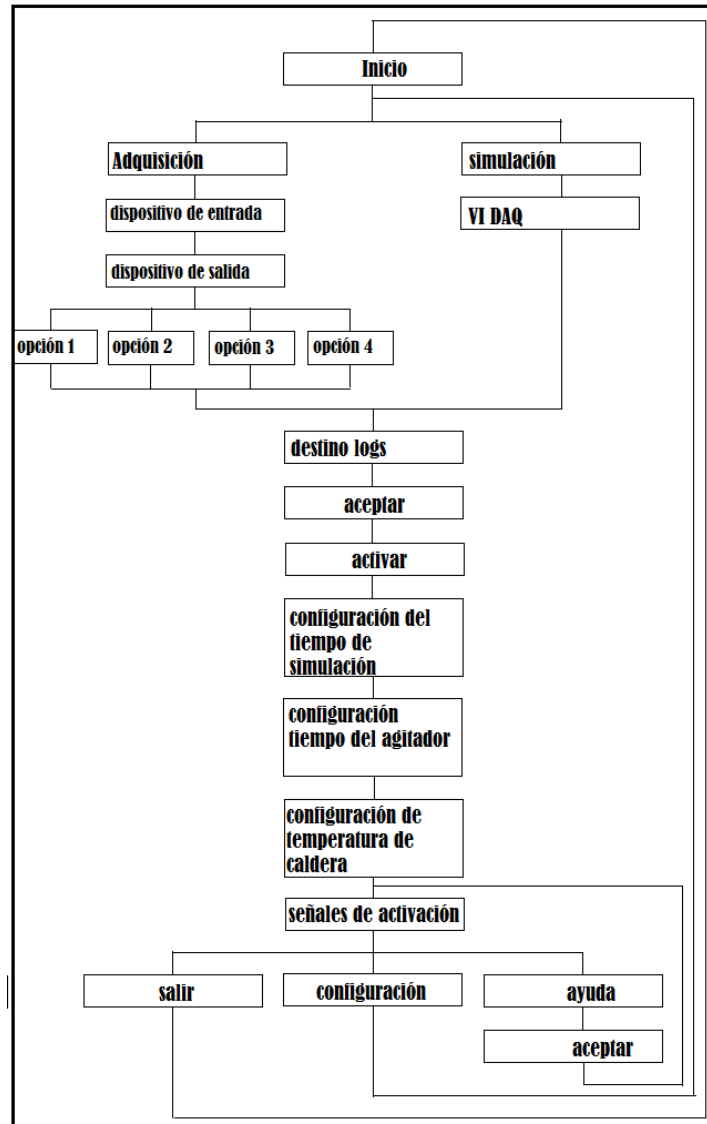 Inicio
Adquisición
simulación
dispositivo de entrada
VI DAQ
dispositivo de salida
opción 1
opción 2
opción 3
opción 4
destino logs
aceptar
activar
configuración del
tiempo de
simulación
configuración
tiempo del agitador
configuración de
temperatura de
caldera
señales de activación
salir
configuración
ayuda
aceptar